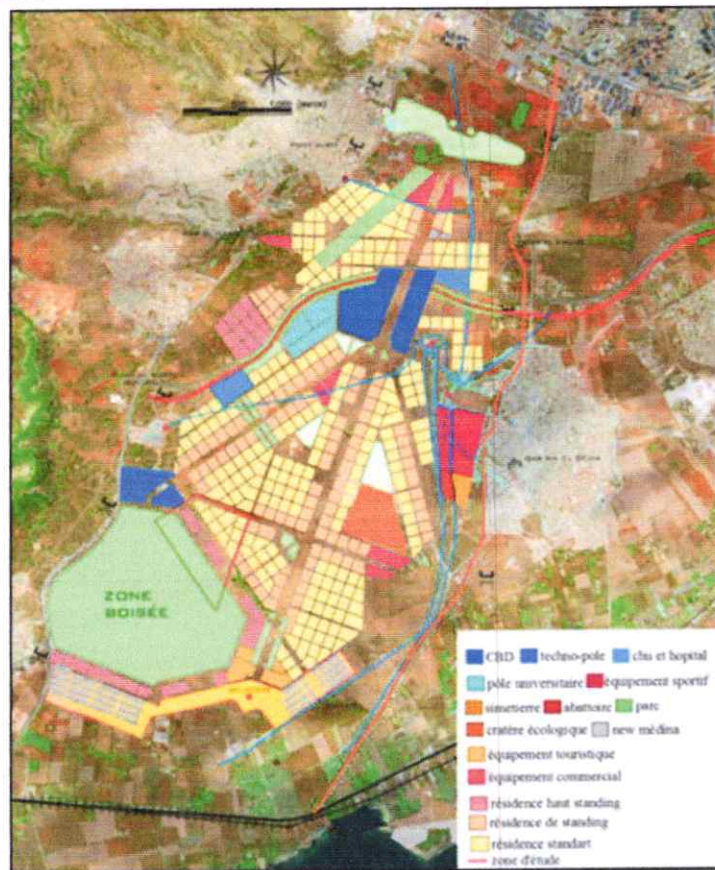 ZONE
BOISÉE
CBD techno-pole chu et hopital
pôle universitaire équipement sportif
simetierre abattoire parc
cratère écologique new médina
équipement touristique
équipement commercial
résidence haut standing
résidence de standing
résidence standart
zone d'étude